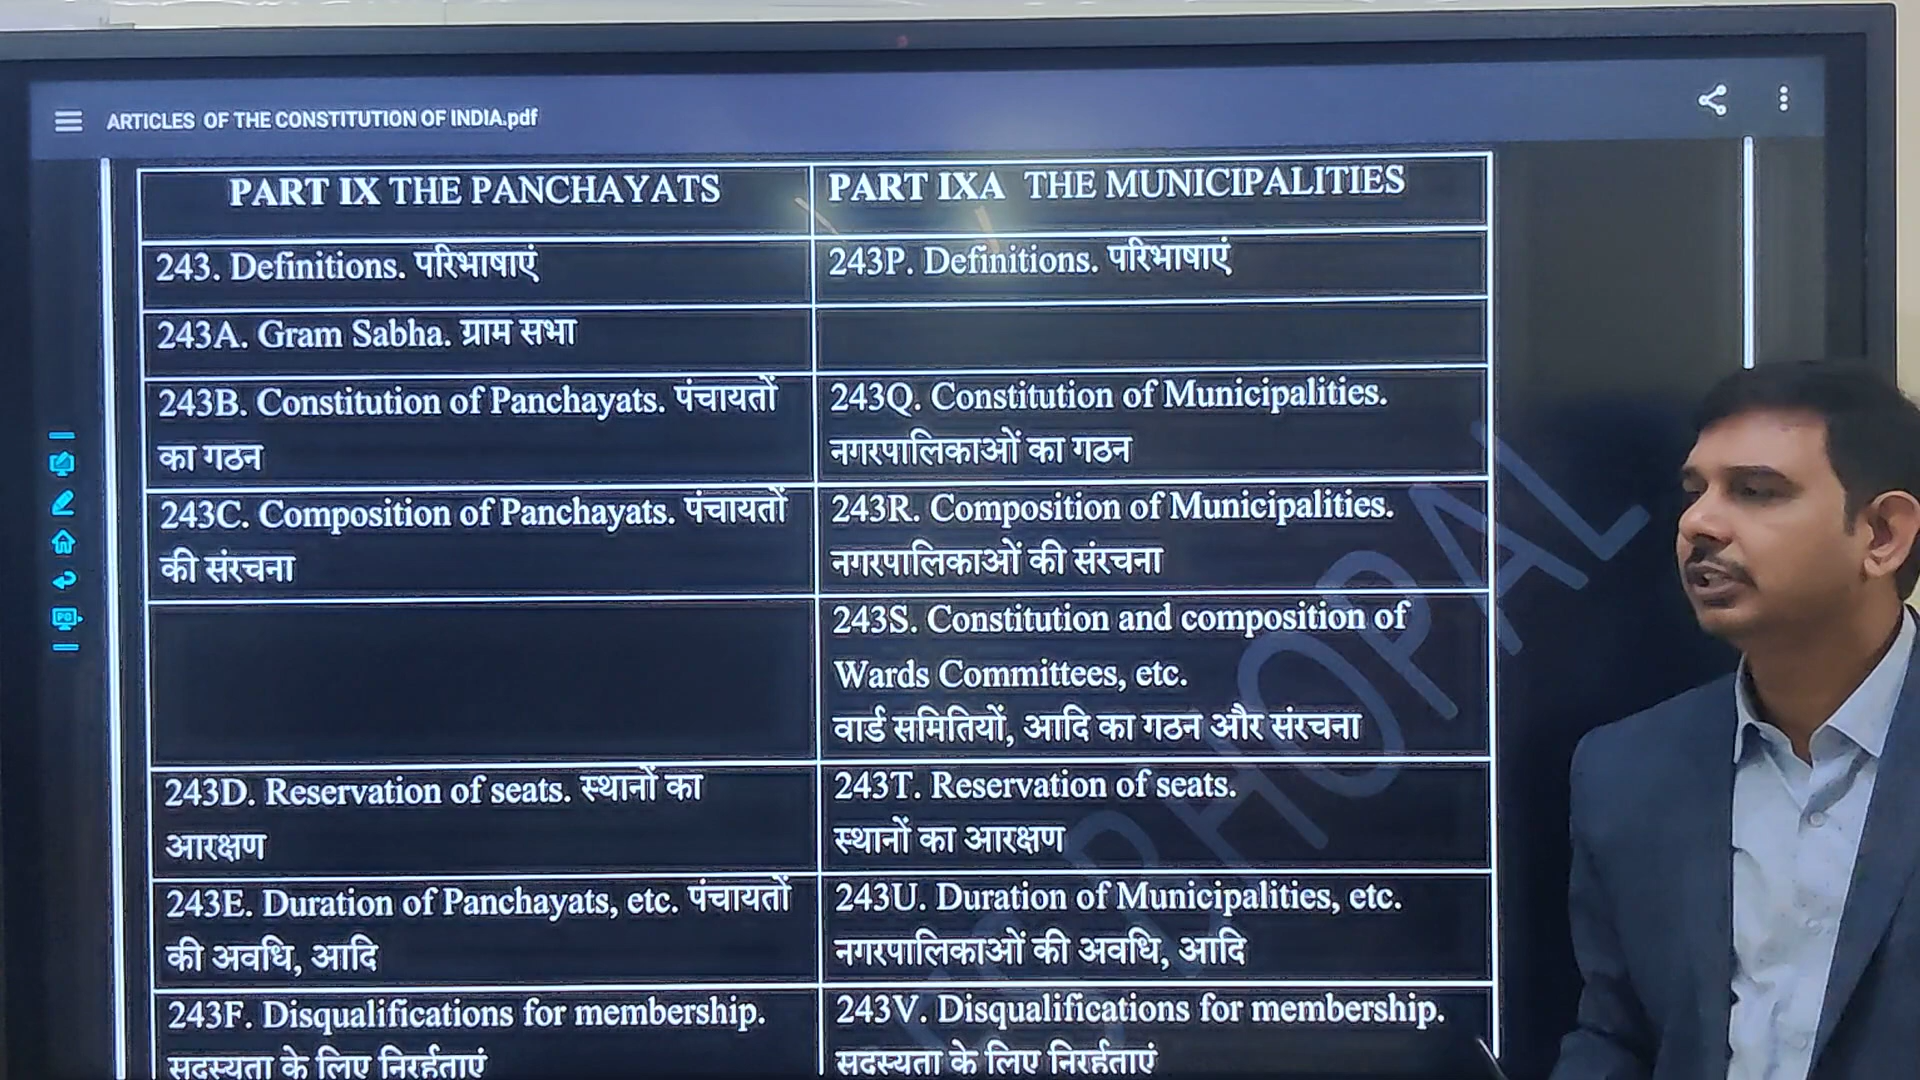 ARTICLES OF THE CONSTITUTION OF INDIA.pdf
PART IX THE PANCHAYATS
PART IXA THE MUNICIPALITIES
243. Definitions. परिभाषाएं
243P. Definitions. परिभाषाएं
243A. Gram Sabha. ग्राम सभा
243B. Constitution of Panchayats. पंचायतों
का गठन
243Q. Constitution of Municipalities.
नगरपालिकाओं का गठन
243C. Composition of Panchayats. पंचायतों
की संरचना
243R. Composition of Municipalities.
नगरपालिकाओं की संरचना
243S. Constitution and composition of
Wards Committees, etc.
वार्ड समितियों, आदि का गठन और संरचना
243D. Reservation of seats. स्थानों का
आरक्षण
243T. Reservation of seats.
स्थानों का आरक्षण
243E. Duration of Panchayats, etc. पंचायतों
की अवधि, आदि
243U. Duration of Municipalities, etc.
नगरपालिकाओं की अवधि, आदि
243F. Disqualifications for membership.
सदस्यता के लिए निरर्हताएं
243V. Disqualifications for membership.
सदस्यता के लिए निरर्हताएं
BHOPAL
PG